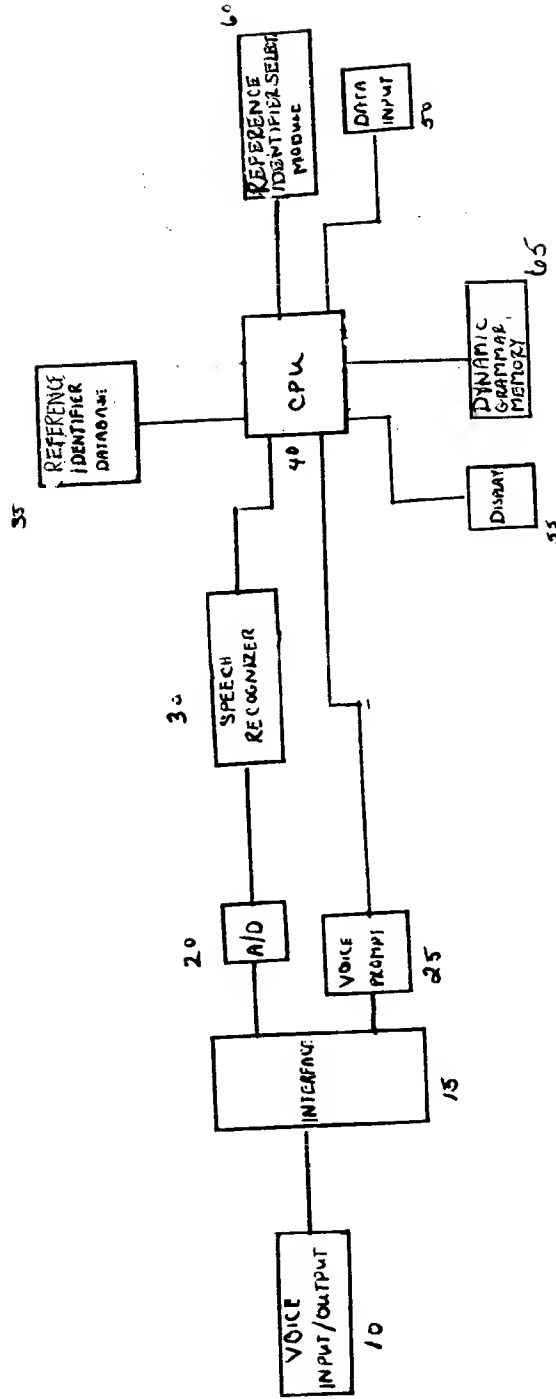 VOICE
INPUT/OUTPUT
10
INTERFACE
15
A/D
20
VOICE
PROMPT
25
SPEECH
RECOGNIZER
30
REFERENCE
IDENTIFIER
DATABASE
35
CPU
40
REFERENCE
IDENTIFIER SELECT
MODULE
60
DATA
INPUT
50
DISPLAY
55
DYNAMIC
GRAMMAR
MEMORY
65